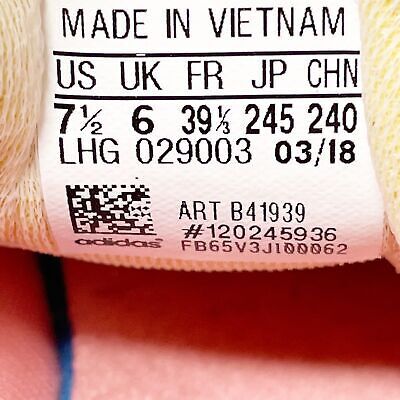 MADE IN VIETNAM
US UK FR JP CHN
7½ 6 39⅓ 245 240
LHG 029003 03/18
ART B41939
adidas #120245936
FB65V3J100062